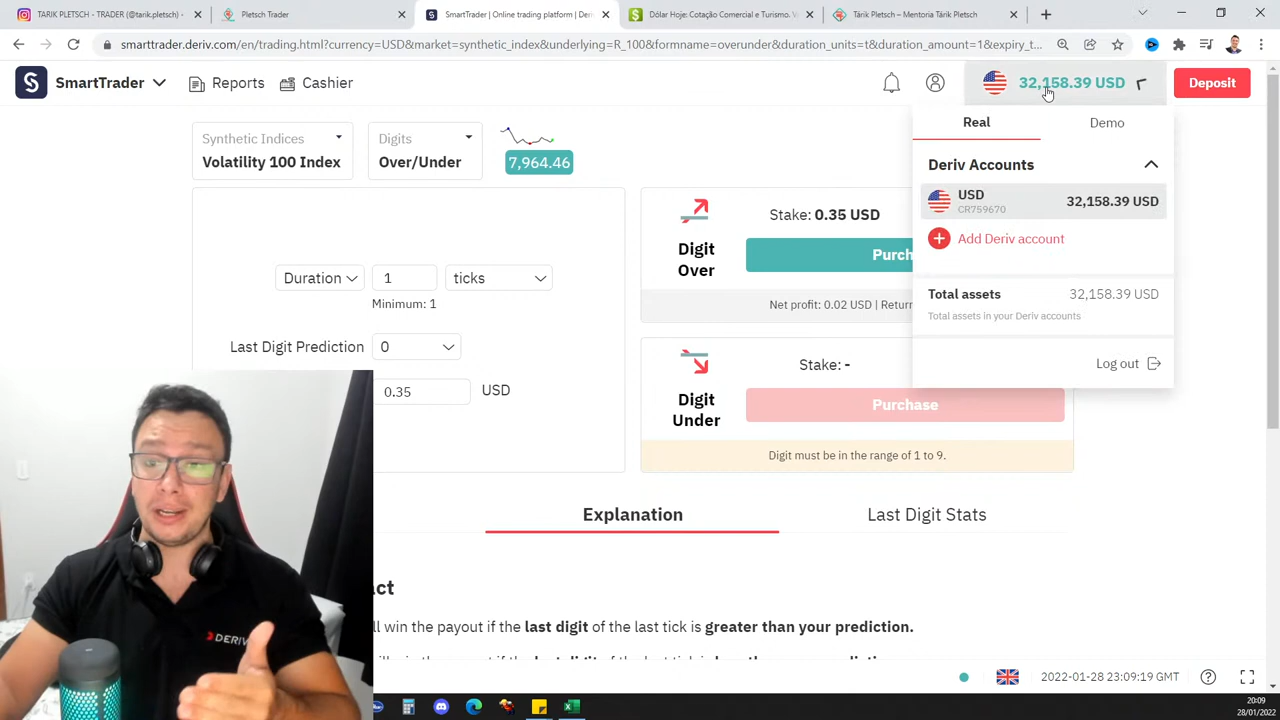 TARIK PLETSCH - TRADER (@tarik.pletsch) •
Pletsch Trader
SmartTrader | Online trading platform | Deri
Dólar Hoje: Cotação Comercial e Turismo. V
Tárik Pletsch – Mentoria Tárik Pletsch
smarttrader.deriv.com/en/trading.html?currency=USD&market=synthetic_index&underlying=R_100&formname=overunder&duration_units=t&duration_amount=1&expiry_t...
SmartTrader
Reports
Cashier
32,158.39 USD
Deposit
Synthetic Indices
Volatility 100 Index
Digits
Over/Under
7,964.46
Real
Demo
Deriv Accounts
USD
CR759670
32,158.39 USD
Add Deriv account
Total assets
32,158.39 USD
Total assets in your Deriv accounts
Log out
Duration
1
ticks
Minimum: 1
Last Digit Prediction
0
0.35
USD
Digit
Over
Stake: 0.35 USD
Purch
Net profit: 0.02 USD | Return
Digit
Under
Stake: -
Purchase
Digit must be in the range of 1 to 9.
Explanation
Last Digit Stats
act
ll win the payout if the last digit of the last tick is greater than your prediction.
DERIV
2022-01-28 23:09:19 GMT
20:09
28/01/2022